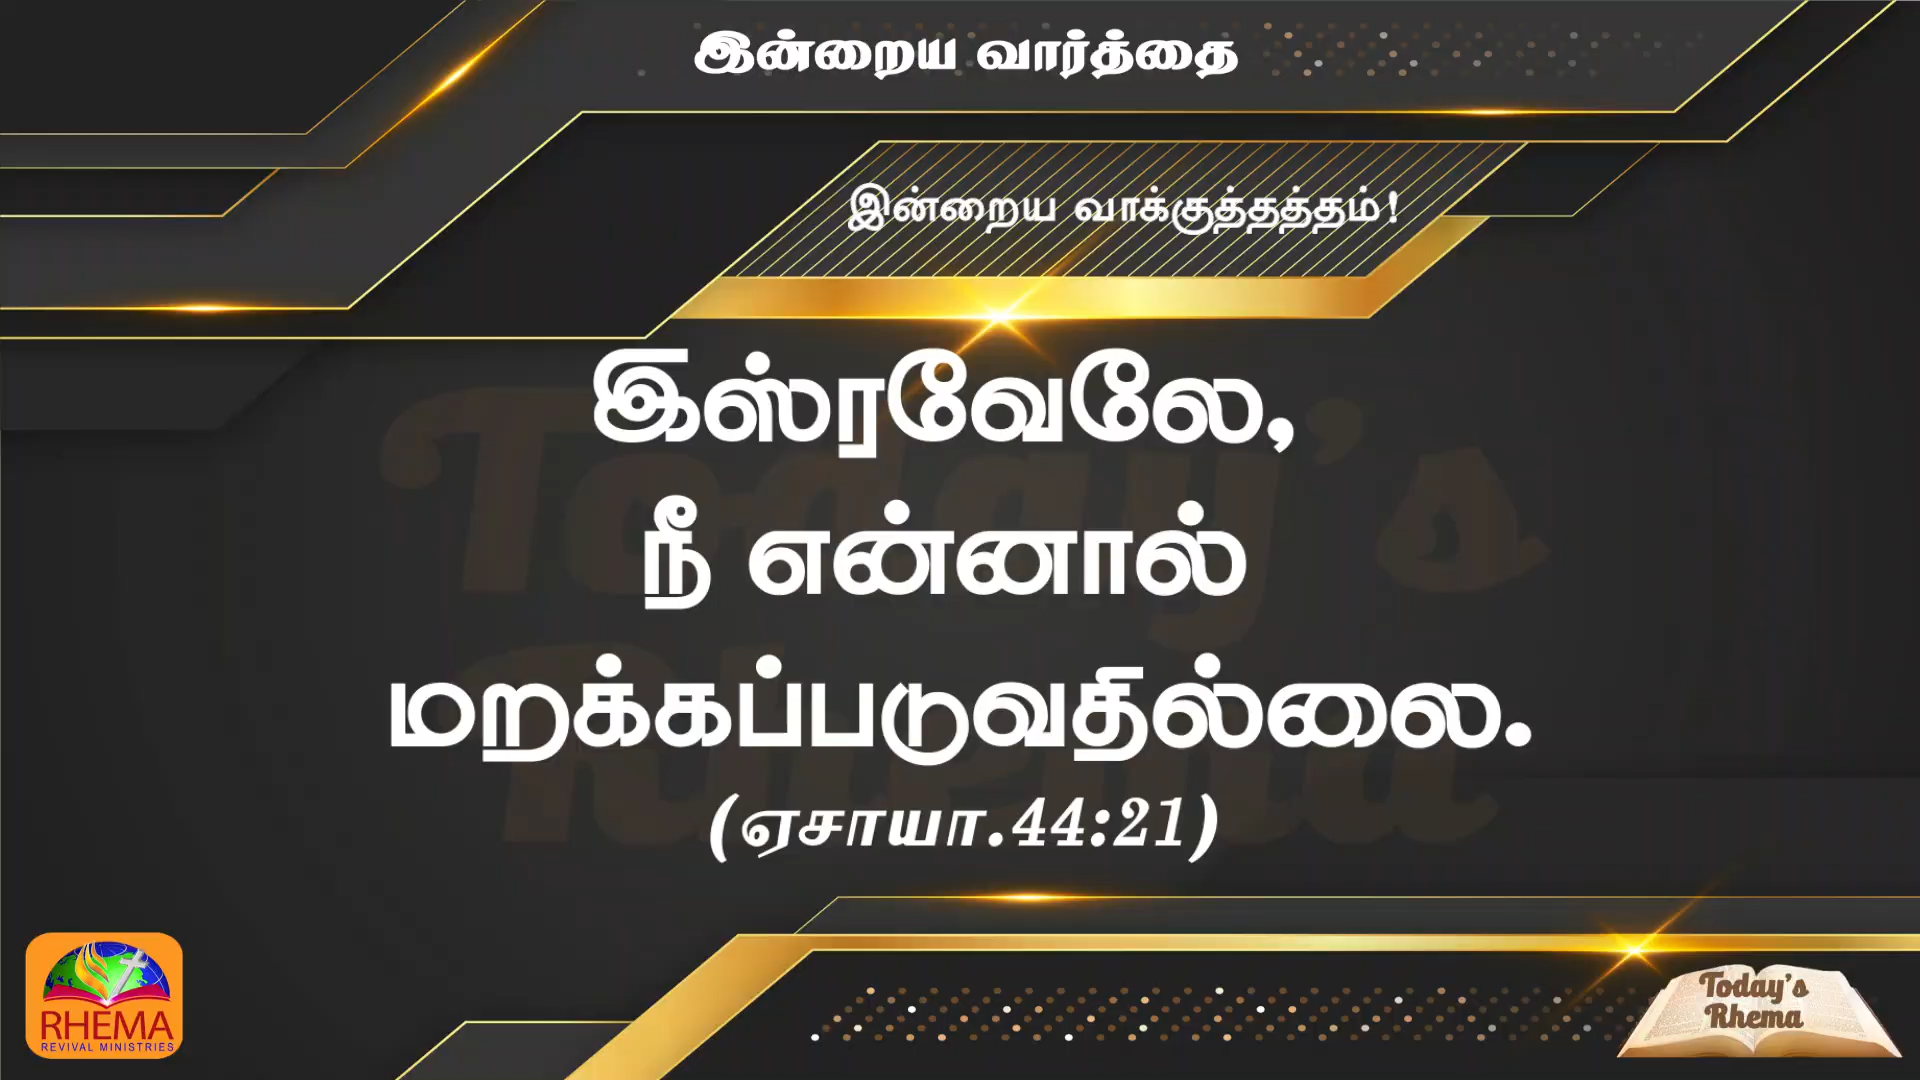 இன்றைய வார்த்தை
இன்றைய வாக்குத்தத்தம்!
இஸ்ரவேலே,
நீ என்னால்
மறக்கப்படுவதில்லை.
(ஏசாயா.44:21)
RHEMA
REVIVAL MINISTRIES
Today's
Rhema